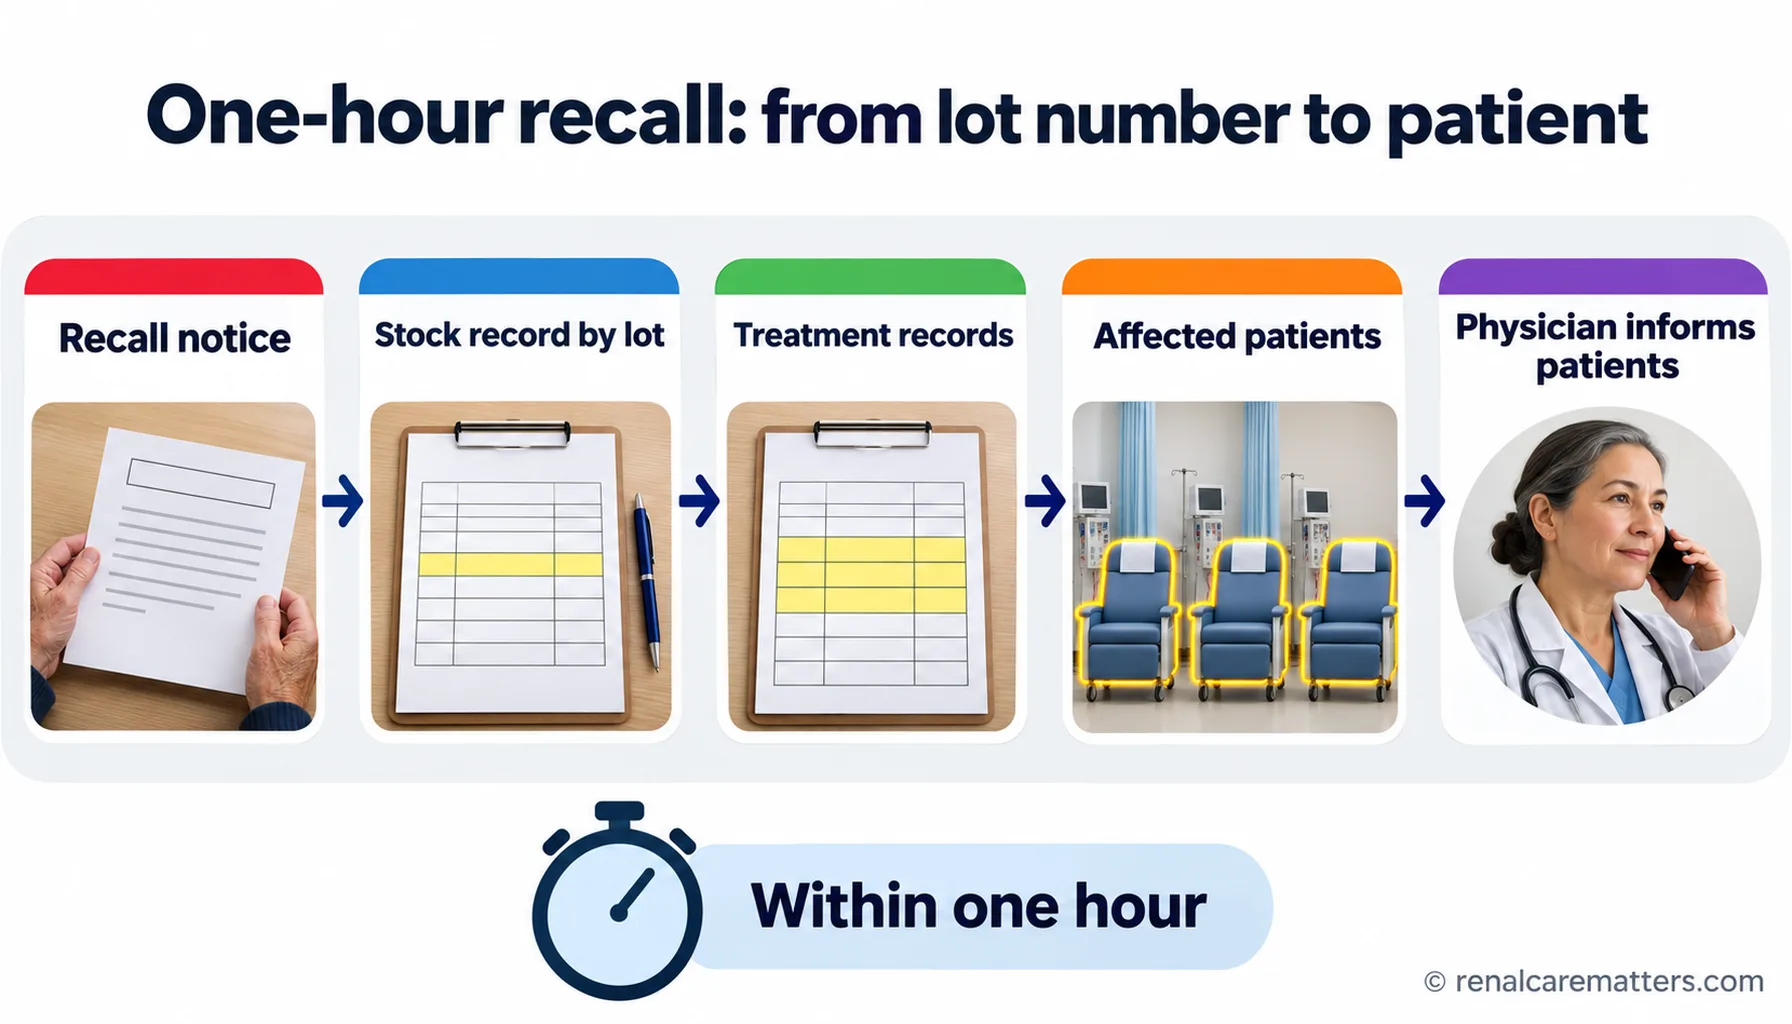 One-hour recall: from lot number to patient
Recall notice
Stock record by lot
Treatment records
Affected patients
Physician informs
patients
Within one hour
© renalcarematters.com